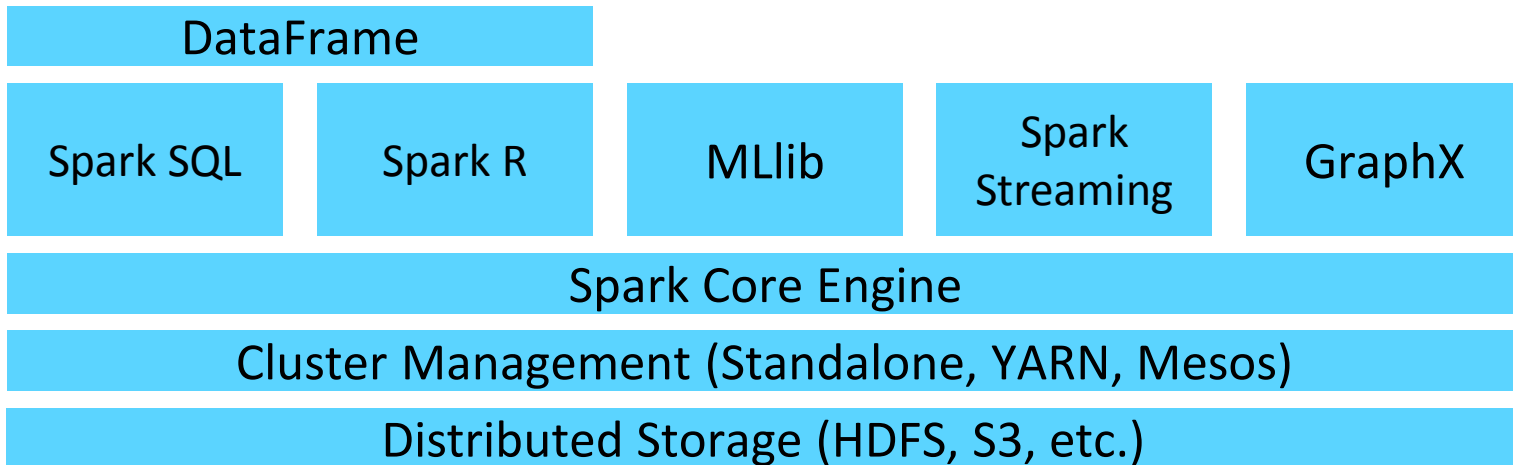 DataFrame
Spark SQL
Spark R
MLlib
Spark
Streaming
GraphX
Spark Core Engine
Cluster Management (Standalone, YARN, Mesos)
Distributed Storage (HDFS, S3, etc.)